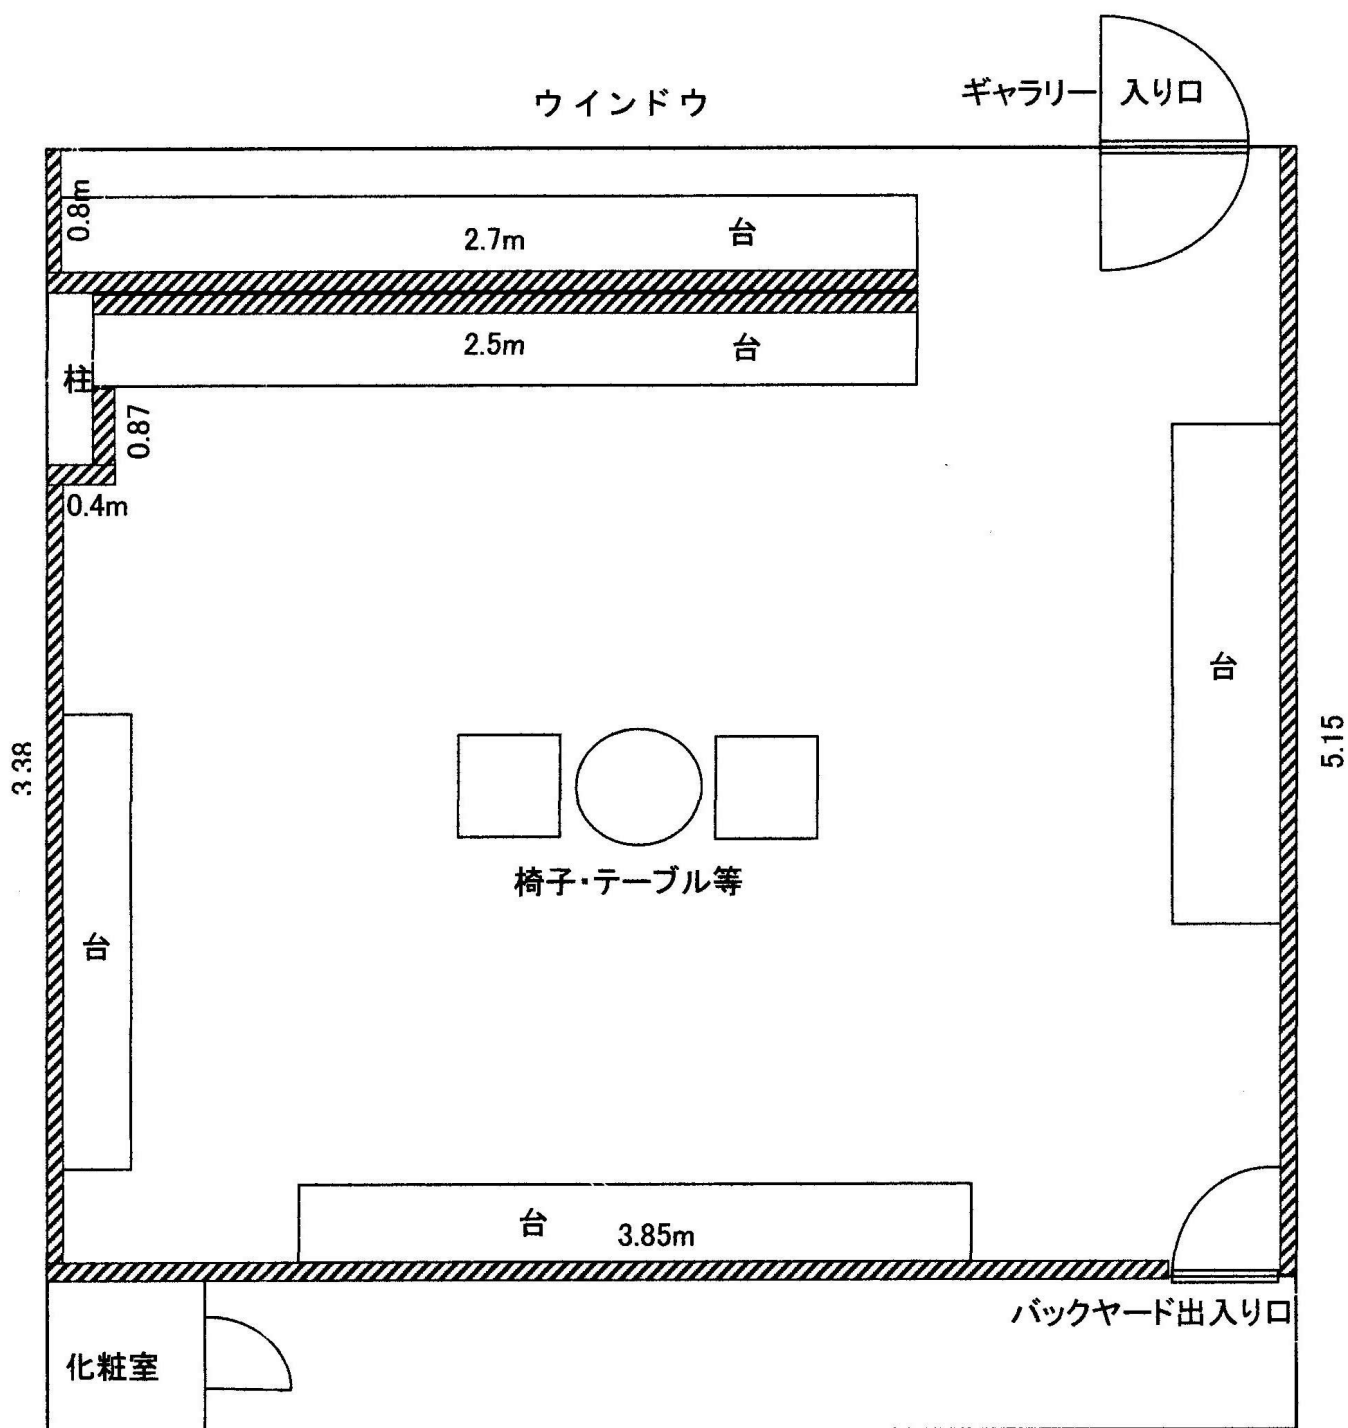 ウインドウ
ギャラリー 入り口
0.8m
2.7m 台
2.5m 台
柱
0.87
0.4m
台
3.38
5.15
椅子・テーブル等
台
台 3.85m
バックヤード出入り口
化粧室